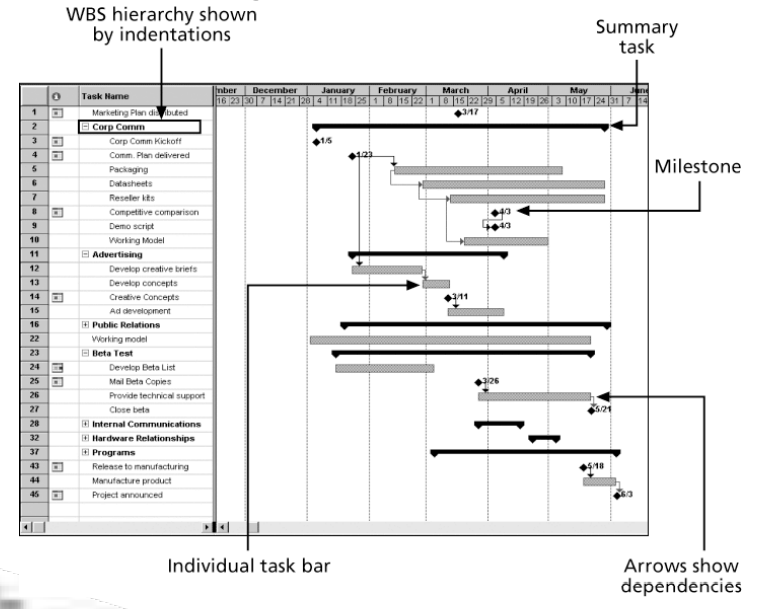 WBS hierarchy shown
by indentations
Summary
task
Task Name
mber December January February March April May June
16 23 30 7 14 21 28 4 11 18 25 1 8 15 22 1 8 15 22 29 5 12 19 26 3 10 17 24 31 7 14
1 Marketing Plan distributed 3/17
2 Corp Comm
3 Corp Comm Kickoff 1/5
4 Comm. Plan delivered 1/23
5 Packaging
6 Datasheets
7 Reseller kits
Milestone
8 Competitive comparison 4/3
9 Demo script 4/3
10 Working Model
11 Advertising
12 Develop creative briefs
13 Develop concepts
14 Creative Concepts 3/11
15 Ad development
16 Public Relations
22 Working model
23 Beta Test
24 Develop Beta List
25 Mail Beta Copies 3/26
26 Provide technical support
27 Close beta 5/21
28 Internal Communications
32 Hardware Relationships
37 Programs
43 Release to manufacturing 5/18
44 Manufacture product
45 Project announced 6/3
Individual task bar
Arrows show
dependencies